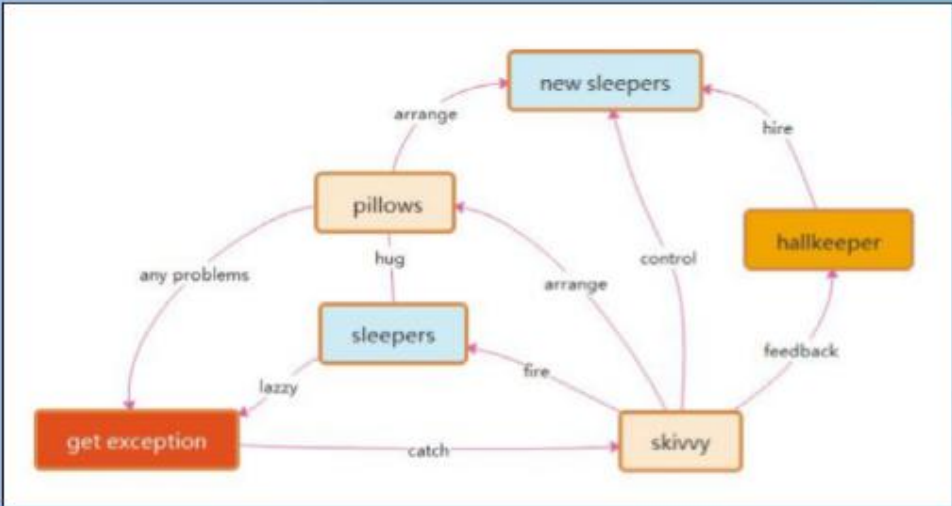 new sleepers
arrange
hire
pillows
hallkeeper
hug
control
any problems
arrange
sleepers
feedback
fire
lazzy
get exception
skivvy
catch